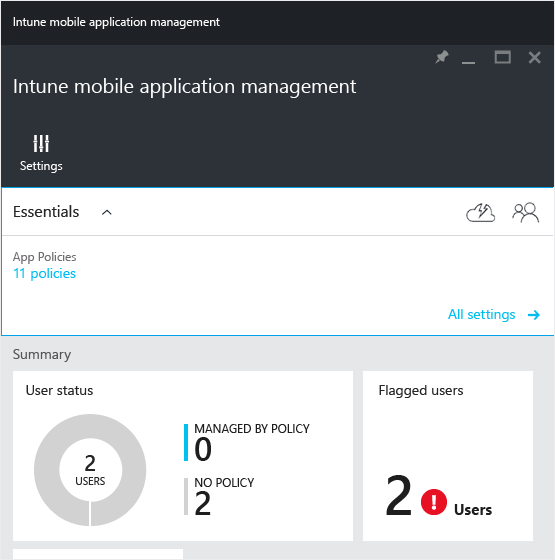 Intune mobile application management
Intune mobile application management
Settings
Essentials
App Policies
11 policies
All settings
Summary
User status
2
USERS
MANAGED BY POLICY
0
NO POLICY
2
Flagged users
2 Users